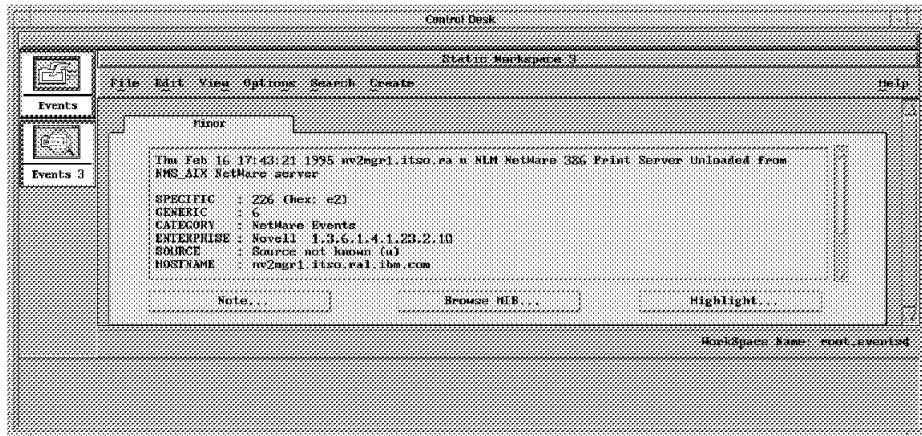 Control Desk
Static Workspace 3
File Edit View Options Search Create Help
Events
Events 3
Minor
Thu Feb 16 17:43:21 1995 nv2mgr1.itso.ra u NLM NetWare 386 Print Server Unloaded from
NMS_AIX NetWare server
SPECIFIC : 226 (hex: e2)
GENERIC : 6
CATEGORY : NetWare Events
ENTERPRISE : Novell 1.3.6.1.4.1.23.2.10
SOURCE : Source not known (u)
HOSTNAME : nv2mgr1.itso.ral.ibm.com
Note... Browse MIB... Highlight...
WorkSpace Name: root.events4